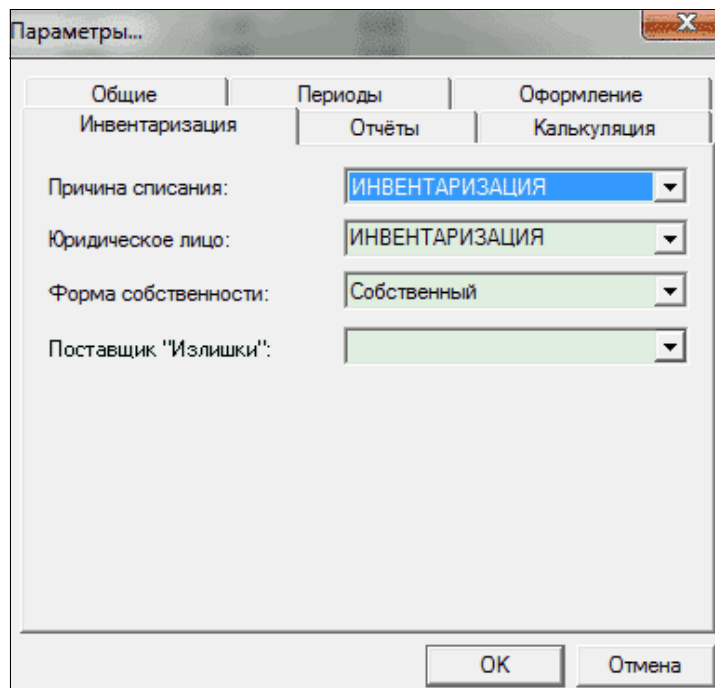 Параметры...
Общие Периоды Оформление
Инвентаризация Отчёты Калькуляция
Причина списания: ИНВЕНТАРИЗАЦИЯ
Юридическое лицо: ИНВЕНТАРИЗАЦИЯ
Форма собственности: Собственный
Поставщик "Излишки":
OK Отмена